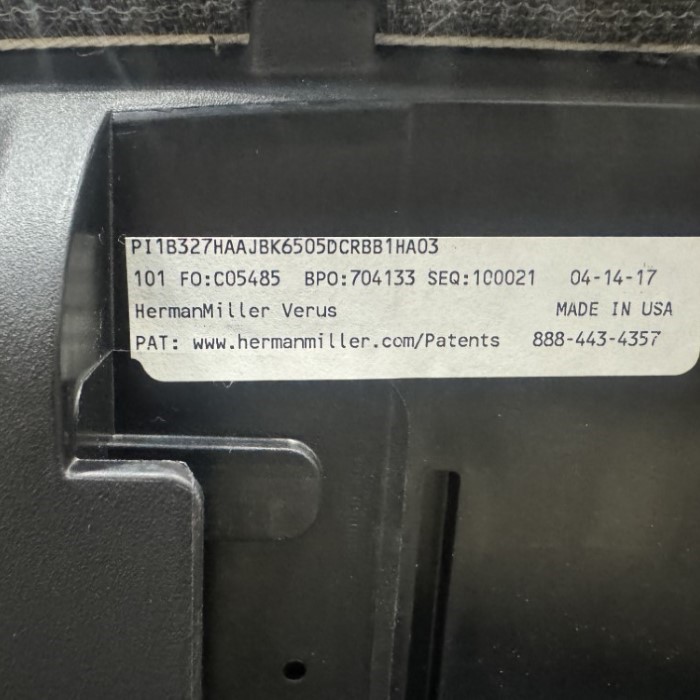 PI1B327HAAJBK6505DCRBB1HA03
101 FO:C05485 BPO:704133 SEQ:100021 04-14-17
HermanMiller Verus MADE IN USA
PAT: www.hermanmiller.com/Patents 888-443-4357